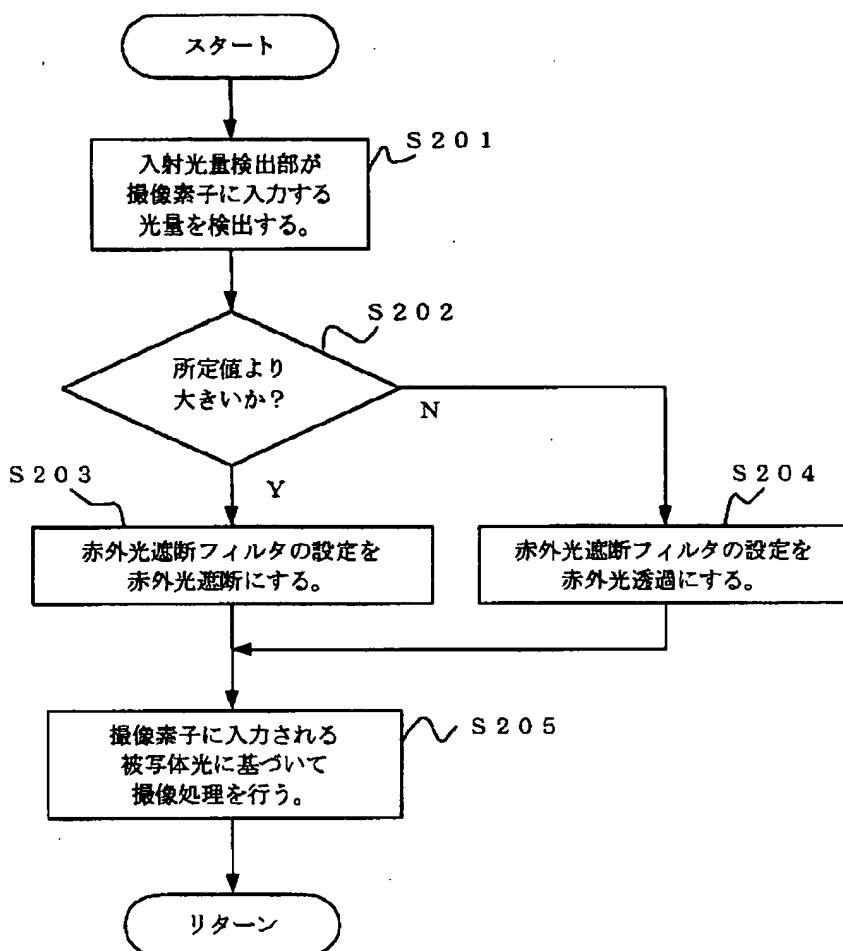 スタート
S201
入射光量検出部が
撮像素子に入力する
光量を検出する。
S202
所定値より
大きいか?
N
Y
S203
赤外光遮断フィルタの設定を
赤外光遮断にする。
S204
赤外光遮断フィルタの設定を
赤外光透過にする。
S205
撮像素子に入力される
被写体光に基づいて
撮像処理を行う。
リターン